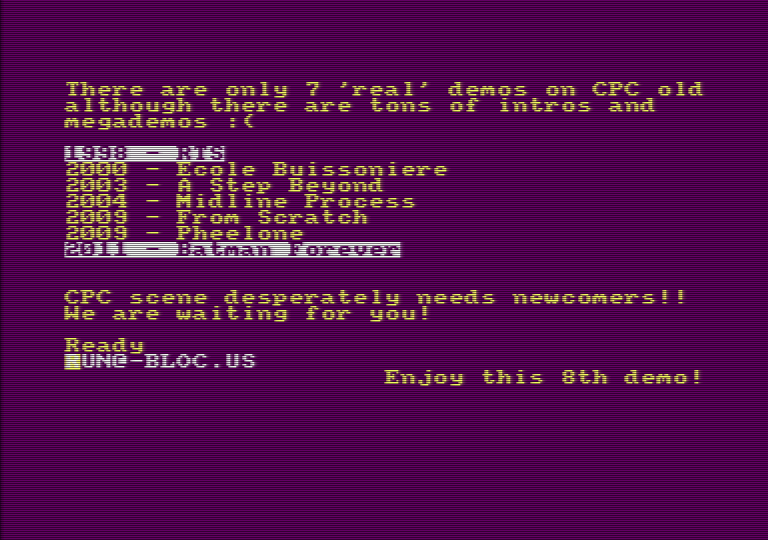 There are only 7 'real' demos on CPC old
although there are tons of intros and
megademos :(
1998 - RTS
2000 - Ecole Buissoniere
2003 - A Step Beyond
2004 - Midline Process
2009 - From Scratch
2009 - Pheelone
2011 - Batman Forever
CPC scene desperately needs newcomers!!
We are waiting for you!
Ready
UN@-BLOC.US
Enjoy this 8th demo!